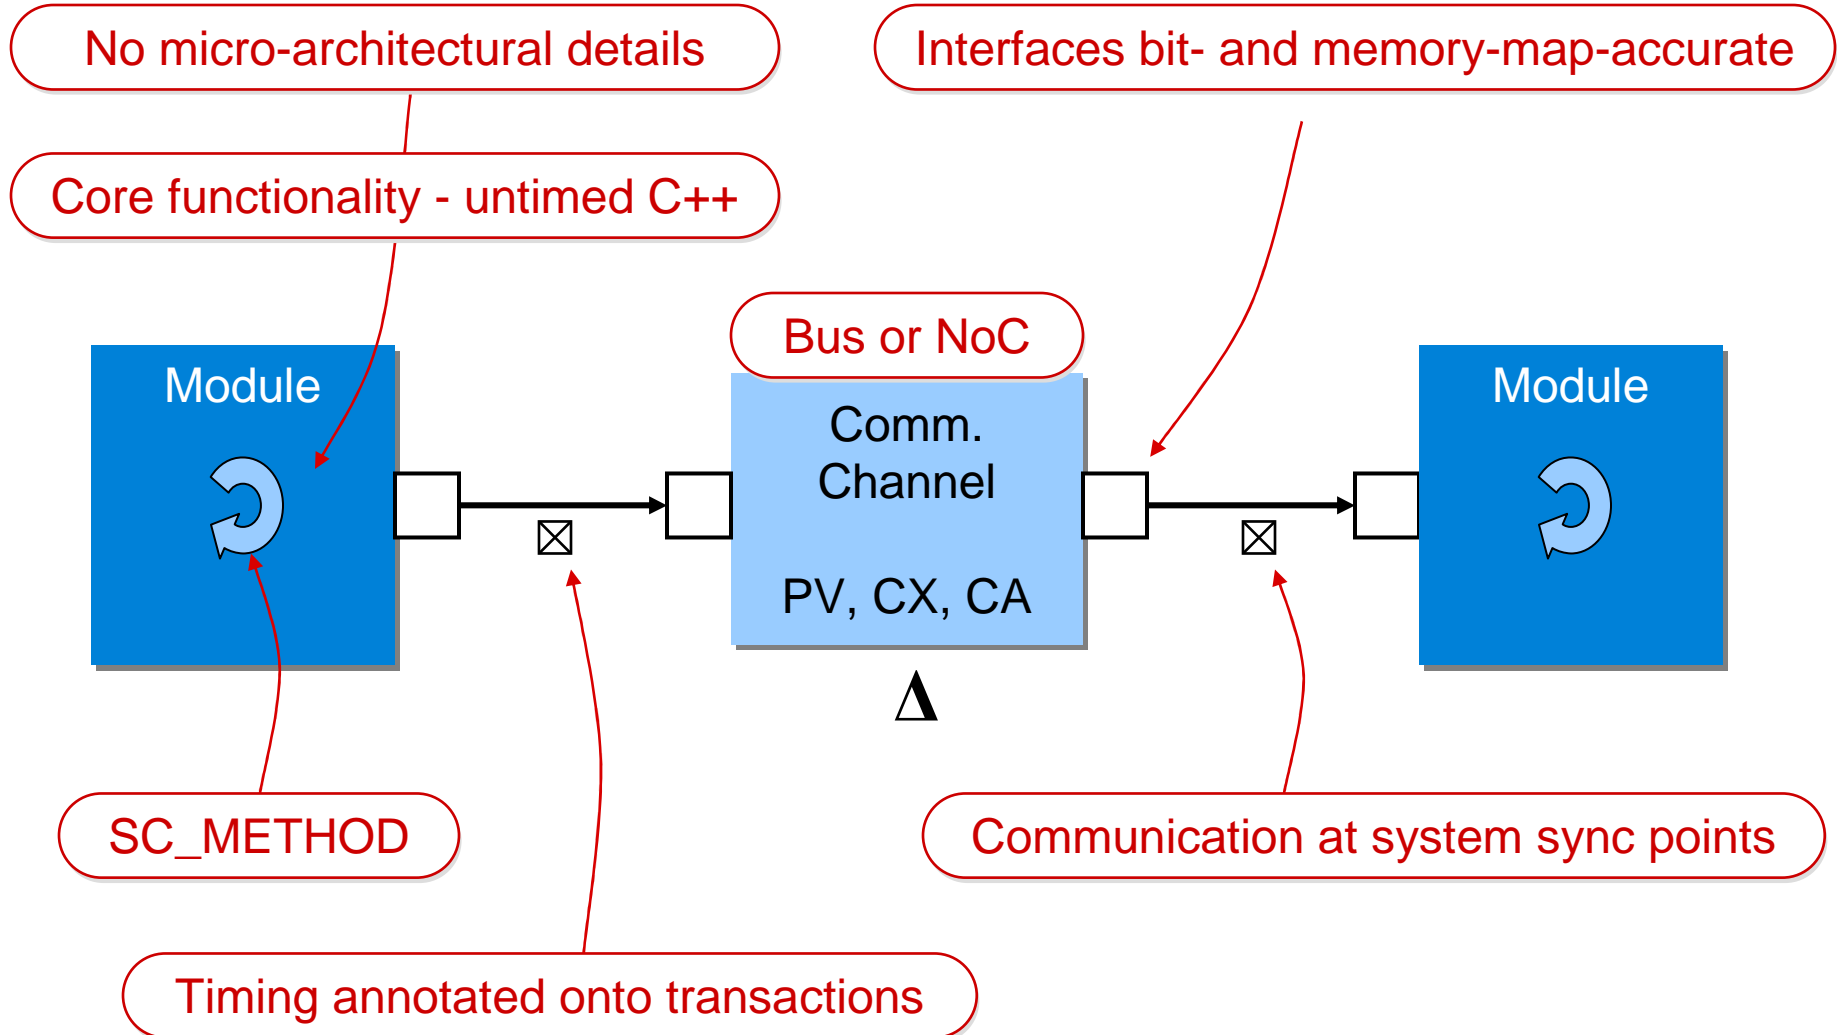 No micro-architectural details
Interfaces bit- and memory-map-accurate
Core functionality - untimed C++
Bus or NoC
Module
Comm.
Channel
PV, CX, CA
Module
Δ
SC_METHOD
Communication at system sync points
Timing annotated onto transactions